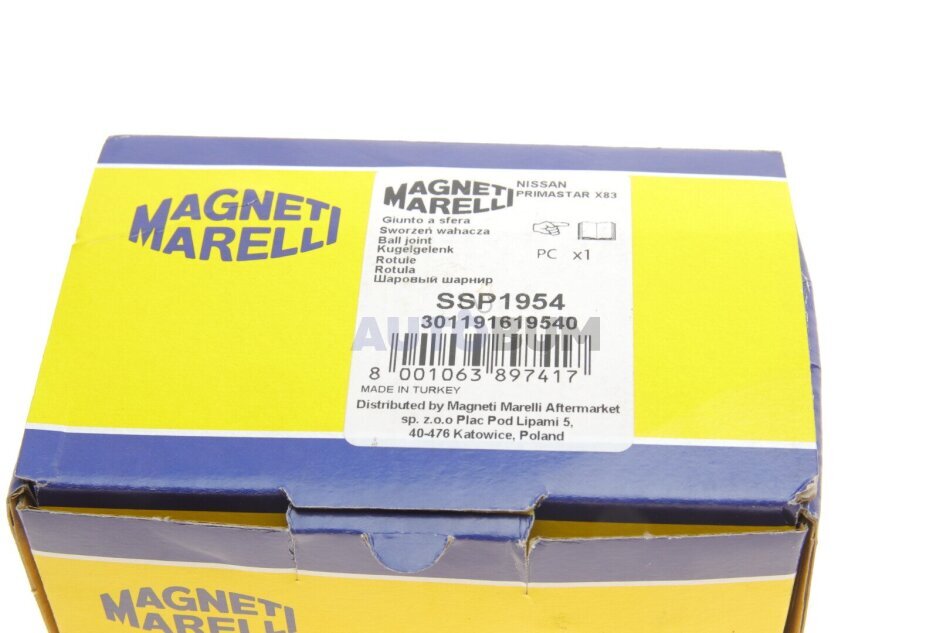 MAGNETI
MARELLI
MAGNETI
MARELLI
NISSAN
PRIMASTAR X83
Giunto a sfera
Sworzeń wahacza
Ball joint
Kugelgelenk
Rotule
Rotula
Шаровый шарнир
PC x1
SSP1954
301191619540
AUTOBUM
8 001063 897417
MADE IN TURKEY
Distributed by Magneti Marelli Aftermarket
sp. z.o.o Plac Pod Lipami 5,
40-476 Katowice, Poland
MAGNETI
MARELLI